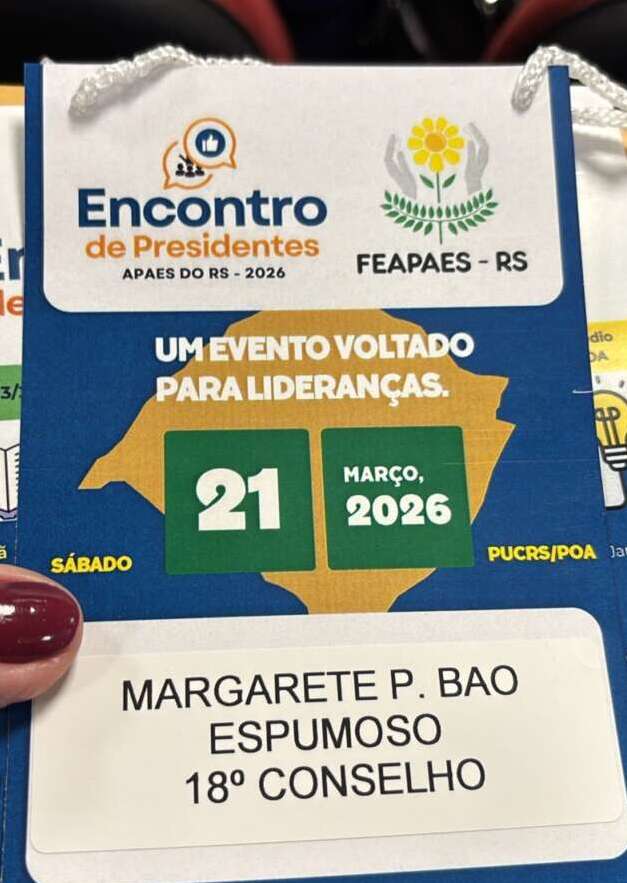 Encontro
de Presidentes
APAES DO RS - 2026
FEAPAES - RS
UM EVENTO VOLTADO
PARA LIDERANÇAS.
21
MARÇO,
2026
SÁBADO
PUCRS/POA
MARGARETE P. BAO
ESPUMOSO
18º CONSELHO